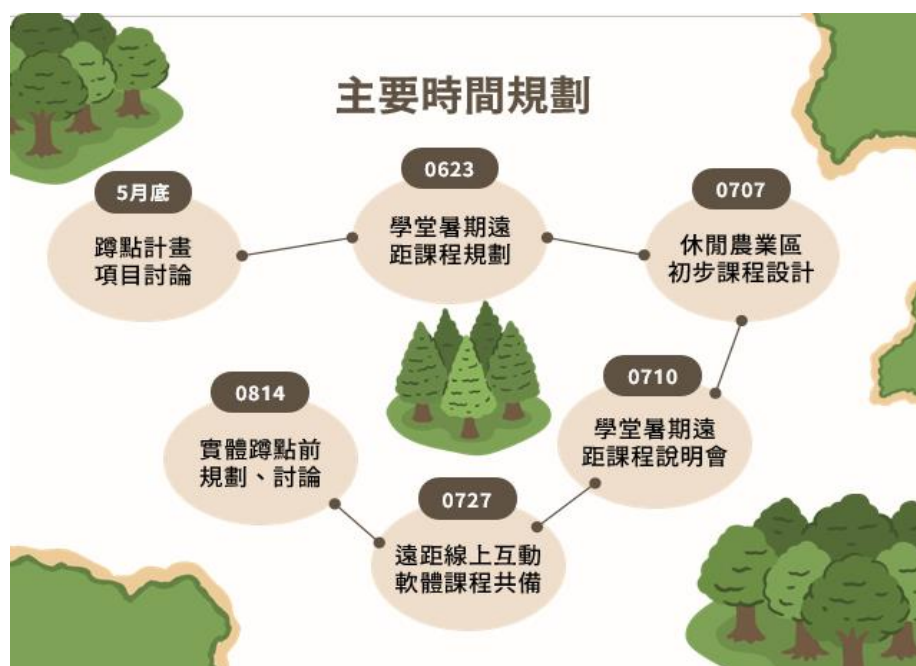 主要時間規劃
5月底
蹲點計畫
項目討論
0623
學堂暑期遠
距課程規劃
0707
休閒農業區
初步課程設計
0710
學堂暑期遠
距課程說明會
0727
遠距線上互動
軟體課程共備
0814
實體蹲點前
規劃、討論